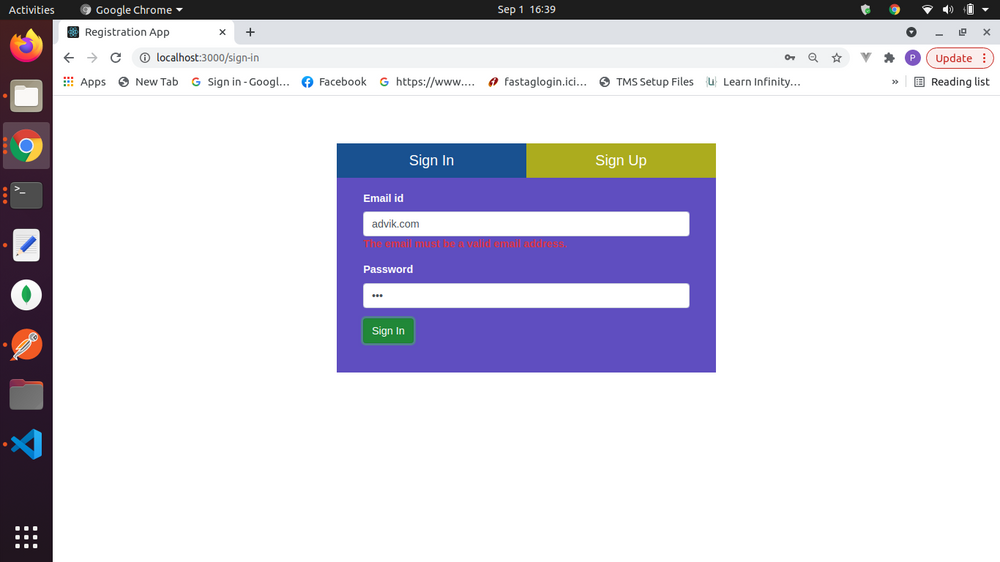 Activities Google Chrome Sep 1 16:39
Registration App
localhost:3000/sign-in P Update
Apps New Tab Sign in - Googl... Facebook https://www.... fastaglogin.ici... TMS Setup Files Learn Infinity... » Reading list
Sign In Sign Up
Email id
advik.com
The email must be a valid email address.
Password
•••
Sign In